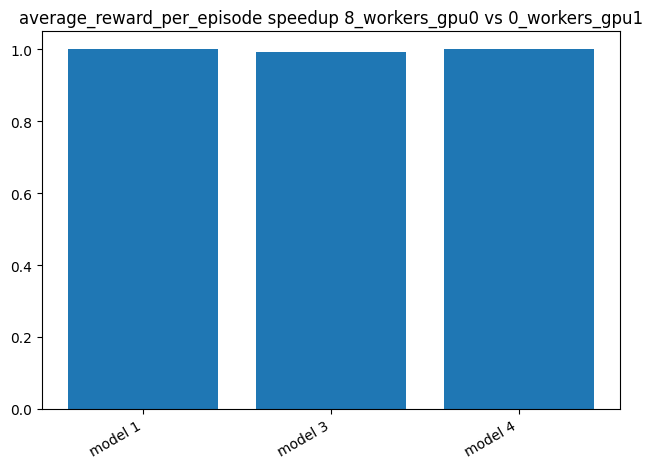 average_reward_per_episode speedup 8_workers_gpu0 vs 0_workers_gpu1
1.0
0.8
0.6
0.4
0.2
0.0
model 1
model 3
model 4